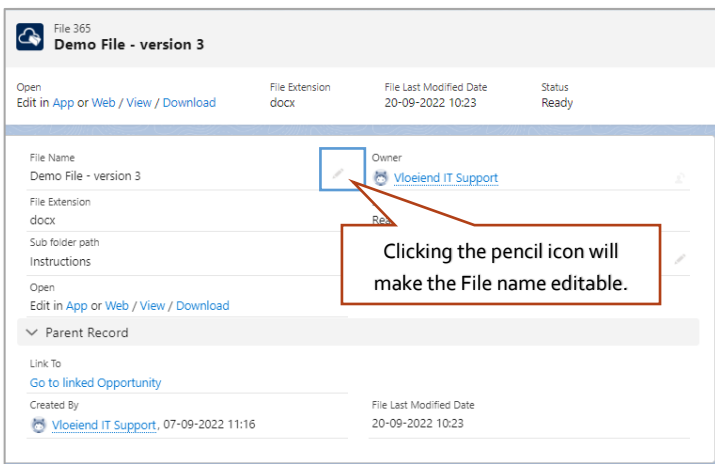 File 365
Demo File - version 3
Open
File Extension
File Last Modified Date
Status
Edit in App or Web / View / Download
docx
20-09-2022 10:23
Ready
File Name
Owner
Demo File - version 3
Vloeiend IT Support
File Extension
docx
Clicking the pencil icon will
make the File name editable.
Sub folder path
Instructions
Open
Edit in App or Web / View / Download
Parent Record
Link To
Go to linked Opportunity
Created By
File Last Modified Date
Vloeiend IT Support, 07-09-2022 11:16
20-09-2022 10:23